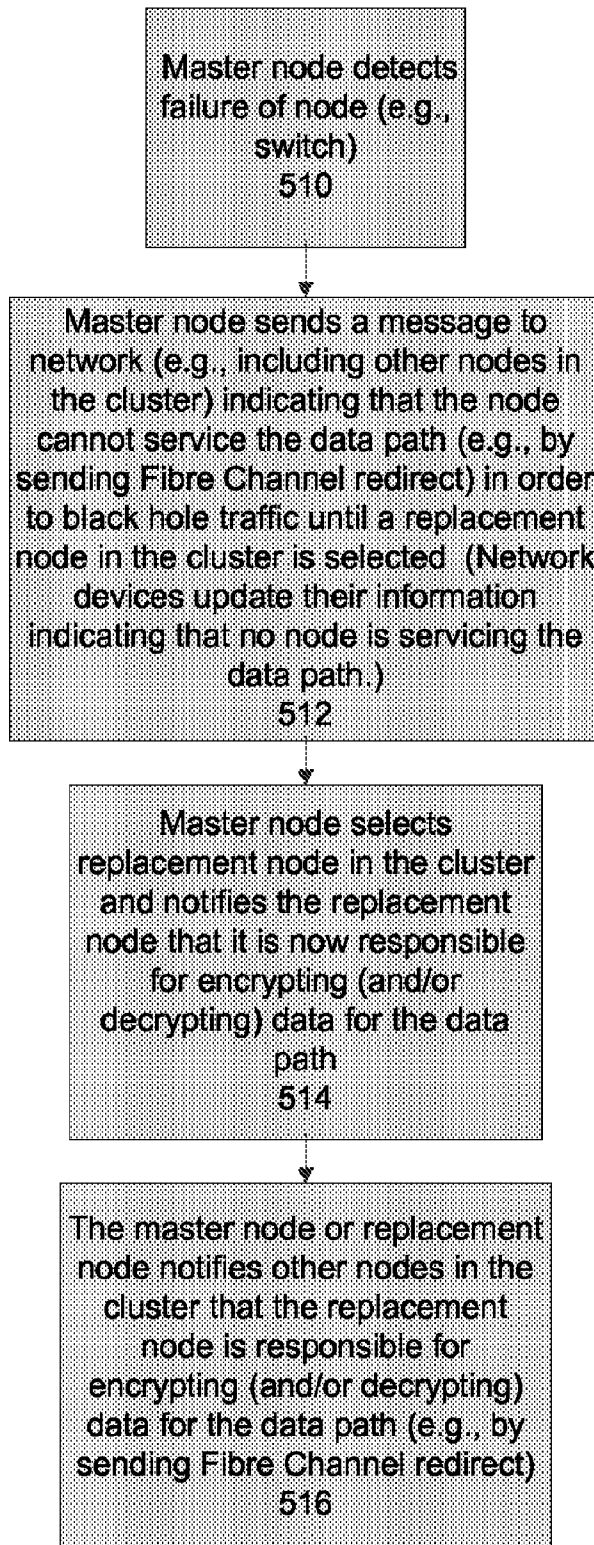 Master node detects
failure of node (e.g.,
switch)
510
Master node sends a message to
network (e.g., including other nodes in
the cluster) indicating that the node
cannot service the data path (e.g., by
sending Fibre Channel redirect) in order
to black hole traffic until a replacement
node in the cluster is selected (Network
devices update their information
indicating that no node is servicing the
data path.)
512
Master node selects
replacement node in the cluster
and notifies the replacement
node that it is now responsible
for encrypting (and/or
decrypting) data for the data
path
514
The master node or replacement
node notifies other nodes in the
cluster that the replacement
node is responsible for
encrypting (and/or decrypting)
data for the data path (e.g., by
sending Fibre Channel redirect)
516